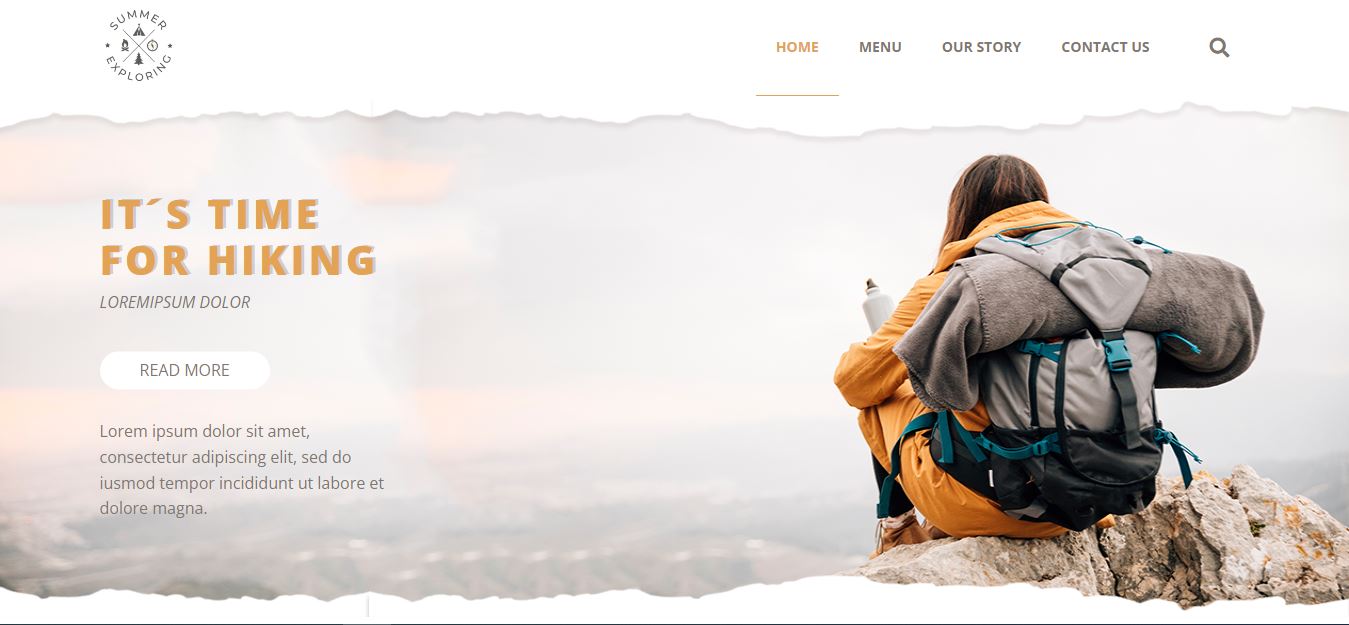 SUMMER
EXPLORING
HOME MENU OUR STORY CONTACT US
IT´S TIME
FOR HIKING
LOREMIPSUM DOLOR
READ MORE
Lorem ipsum dolor sit amet,
consectetur adipiscing elit, sed do
iusmod tempor incididunt ut labore et
dolore magna.